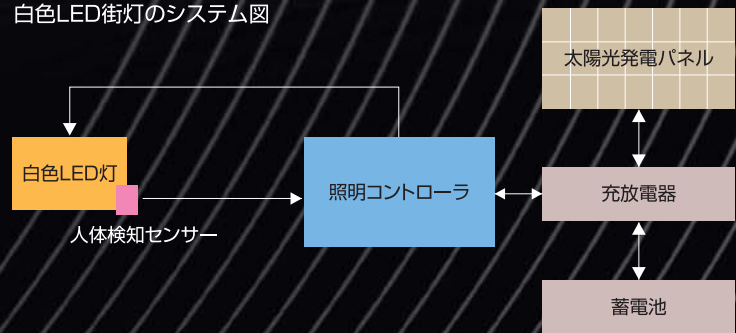 白色LED街灯のシステム図
太陽光発電パネル
白色LED灯
照明コントローラ
充放電器
人体検知センサー
蓄電池